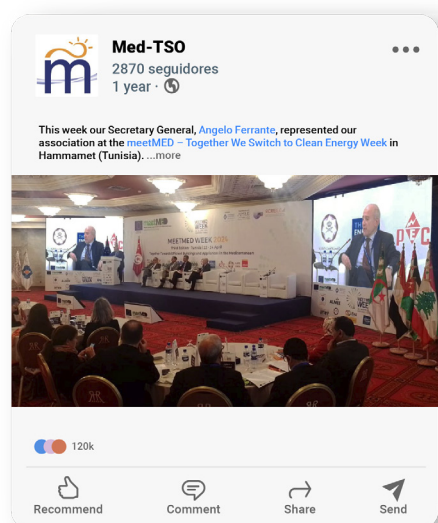 Med-TSO
2870 seguidores
1 year ·
This week our Secretary General, Angelo Ferrante, represented our
association at the meetMED – Together We Switch to Clean Energy Week in
Hammamet (Tunisia). ...more
MEETMED WEEK
120k
Recommend
Comment
Share
Send